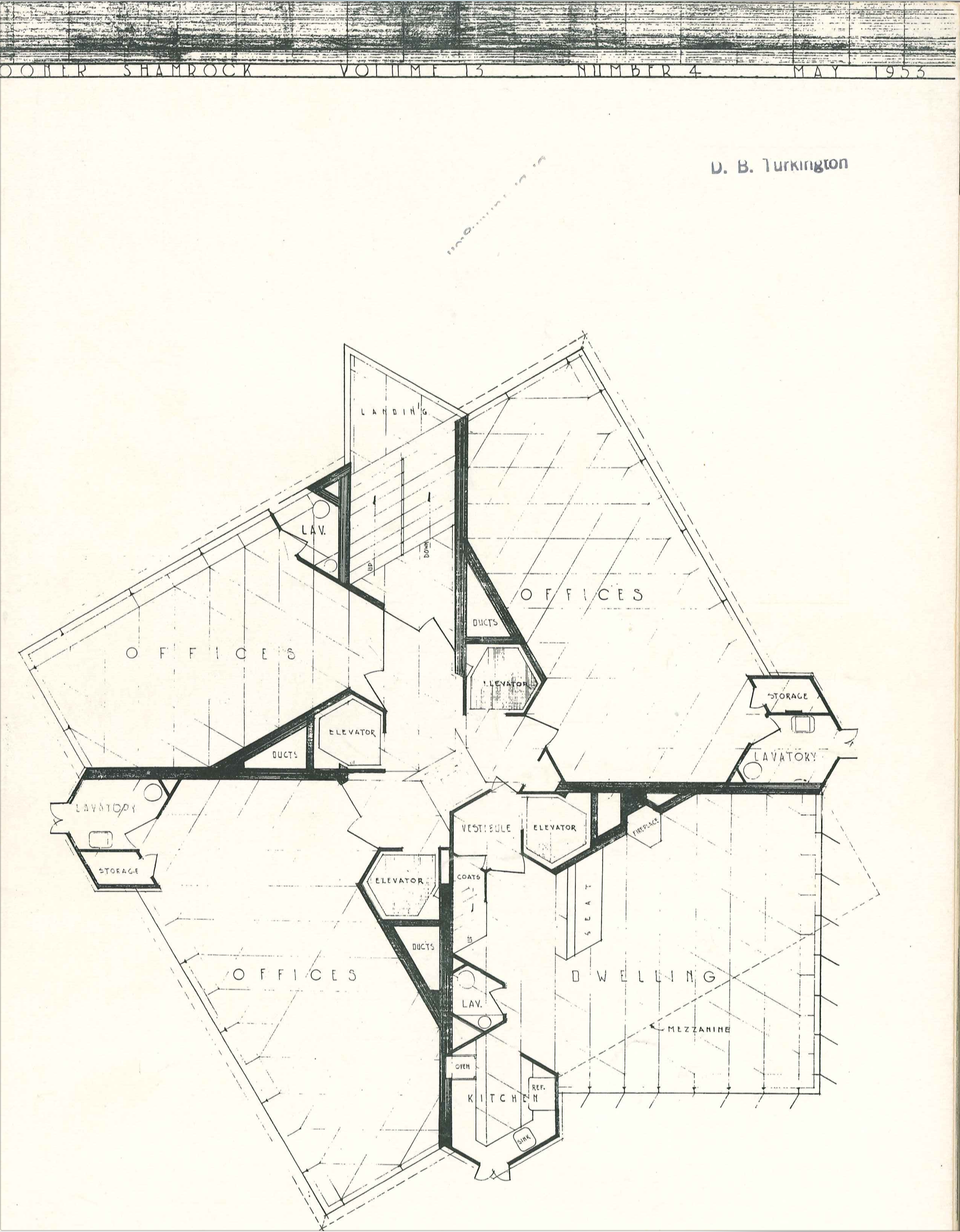 OONER SHAMROCK VOLUME 13 NUMBER 4 MAY 1953
D. B. Turkington
LANDING
LAV.
UP
DOWN
OFFICES
DUCTS
OFFICES
ELEVATOR
STORAGE
ELEVATOR
DUCTS
LAVATORY
LAVATORY
VESTIBULE
ELEVATOR
FIREPLACE
STORAGE
ELEVATOR
COATS
SEAT
DUCTS
OFFICES
DWELLING
LAV.
MEZZANINE
OVEN
REF.
KITCHEN
SINK